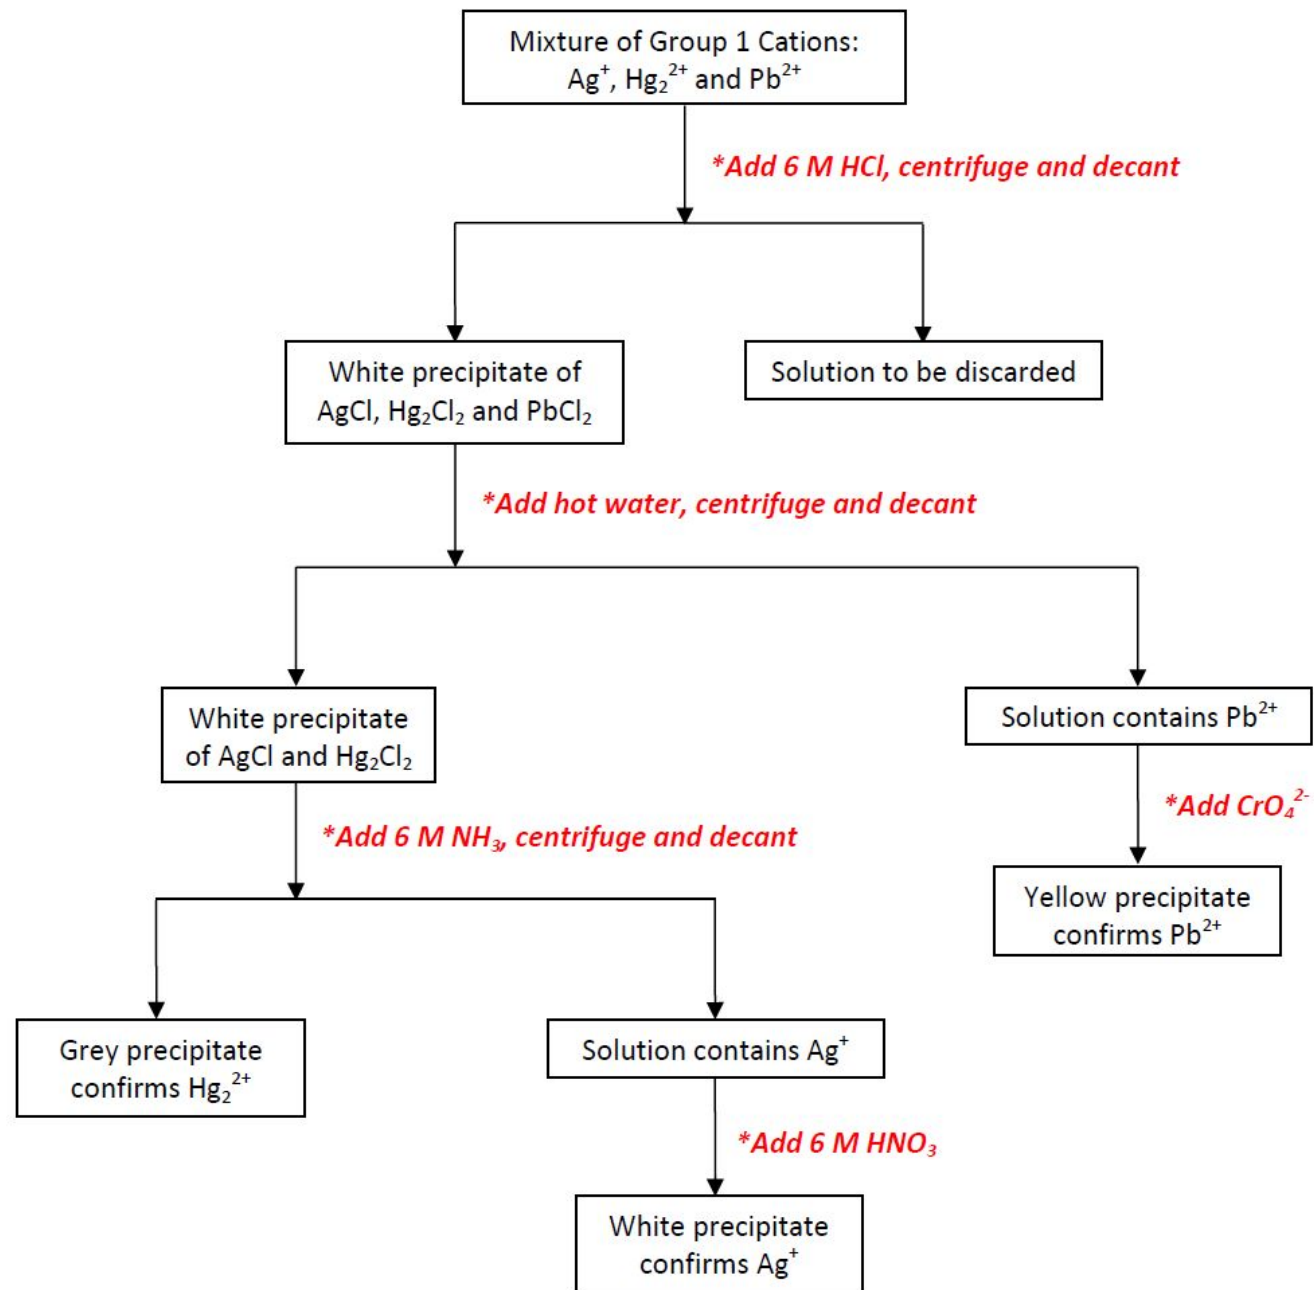 Mixture of Group 1 Cations:
Ag⁺, Hg₂²⁺ and Pb²⁺
*Add 6 M HCl, centrifuge and decant
White precipitate of
AgCl, Hg₂Cl₂ and PbCl₂
Solution to be discarded
*Add hot water, centrifuge and decant
White precipitate
of AgCl and Hg₂Cl₂
Solution contains Pb²⁺
*Add CrO₄²⁻
*Add 6 M NH₃, centrifuge and decant
Yellow precipitate
confirms Pb²⁺
Grey precipitate
confirms Hg₂²⁺
Solution contains Ag⁺
*Add 6 M HNO₃
White precipitate
confirms Ag⁺